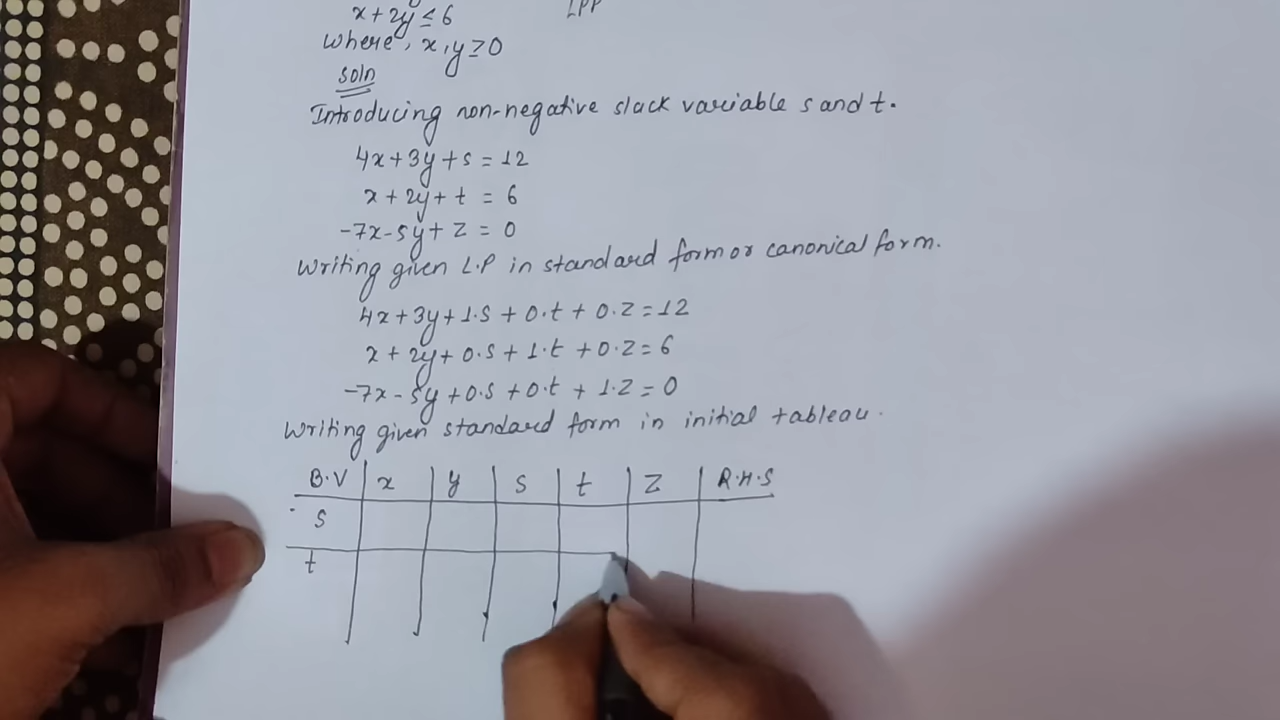 x + 2y ≤ 6 LPP
where, x, y ≥ 0
soln
Introducing non-negative slack variable s and t.
4x + 3y + s = 12
x + 2y + t = 6
-7x - 5y + z = 0
Writing given L.P in standard form or canonical form.
4x + 3y + 1.s + 0.t + 0.z = 12
x + 2y + 0.s + 1.t + 0.z = 6
-7x - 5y + 0.s + 0.t + 1.z = 0
Writing given standard form in initial tableau.
B.V x y s t z R.H.S
s
t